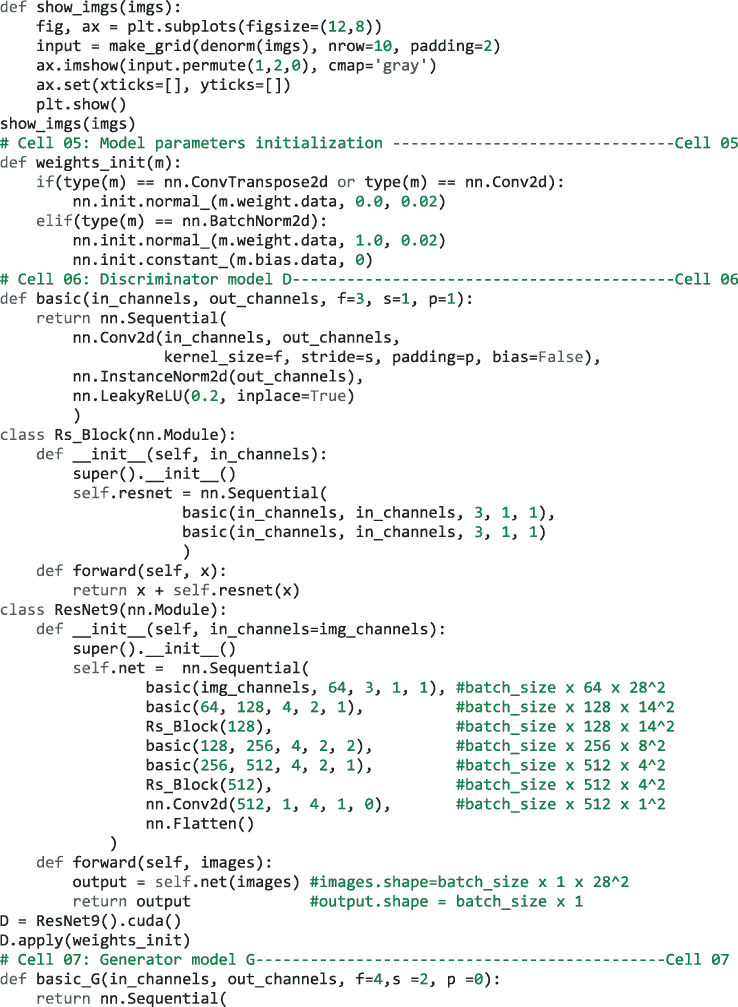 def show_imgs(imgs):
    fig, ax = plt.subplots(figsize=(12,8))
    input = make_grid(denorm(imgs), nrow=10, padding=2)
    ax.imshow(input.permute(1,2,0), cmap='gray')
    ax.set(xticks=[], yticks=[])
    plt.show()
show_imgs(imgs)
# Cell 05: Model parameters initialization -------------------------------Cell 05
def weights_init(m):
    if(type(m) == nn.ConvTranspose2d or type(m) == nn.Conv2d):
        nn.init.normal_(m.weight.data, 0.0, 0.02)
    elif(type(m) == nn.BatchNorm2d):
        nn.init.normal_(m.weight.data, 1.0, 0.02)
        nn.init.constant_(m.bias.data, 0)
# Cell 06: Discriminator model D------------------------------------------Cell 06
def basic(in_channels, out_channels, f=3, s=1, p=1):
    return nn.Sequential(
        nn.Conv2d(in_channels, out_channels,
                  kernel_size=f, stride=s, padding=p, bias=False),
        nn.InstanceNorm2d(out_channels),
        nn.LeakyReLU(0.2, inplace=True)
        )
class Rs_Block(nn.Module):
    def __init__(self, in_channels):
        super().__init__()
        self.resnet = nn.Sequential(
                    basic(in_channels, in_channels, 3, 1, 1),
                    basic(in_channels, in_channels, 3, 1, 1)
                    )
    def forward(self, x):
        return x + self.resnet(x)
class ResNet9(nn.Module):
    def __init__(self, in_channels=img_channels):
        super().__init__()
        self.net =  nn.Sequential(
                basic(img_channels, 64, 3, 1, 1), #batch_size x 64 x 28^2
                basic(64, 128, 4, 2, 1),          #batch_size x 128 x 14^2
                Rs_Block(128),                    #batch_size x 128 x 14^2
                basic(128, 256, 4, 2, 2),         #batch_size x 256 x 8^2
                basic(256, 512, 4, 2, 1),         #batch_size x 512 x 4^2
                Rs_Block(512),                    #batch_size x 512 x 4^2
                nn.Conv2d(512, 1, 4, 1, 0),       #batch_size x 512 x 1^2
                nn.Flatten()
            )
    def forward(self, images):
        output = self.net(images) #images.shape=batch_size x 1 x 28^2
        return output             #output.shape = batch_size x 1
D = ResNet9().cuda()
D.apply(weights_init)
# Cell 07: Generator model G---------------------------------------------Cell 07
def basic_G(in_channels, out_channels, f=4,s =2, p =0):
    return nn.Sequential(